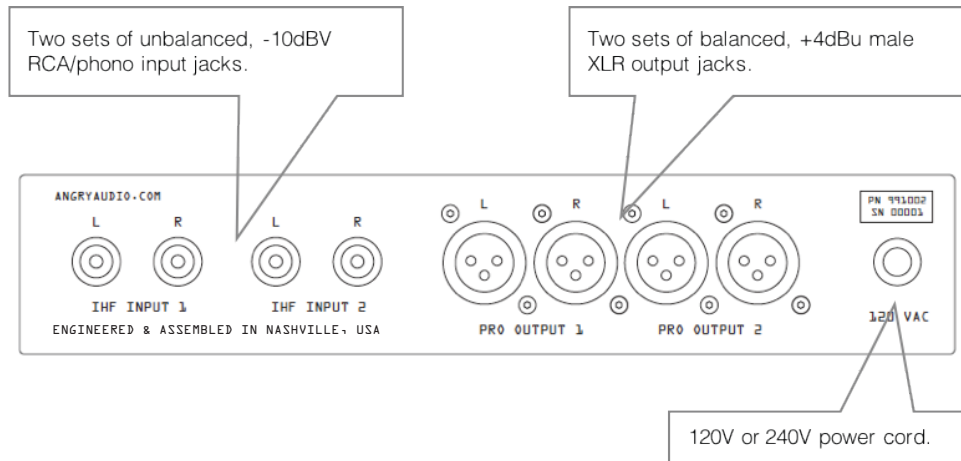 Two sets of unbalanced, -10dBV
RCA/phono input jacks.
Two sets of balanced, +4dBu male
XLR output jacks.
ANGRYAUDIO.COM
L R L R L R L R
PN 991002
SN 00001
IHF INPUT 1 IHF INPUT 2
120 VAC
ENGINEERED & ASSEMBLED IN NASHVILLE, USA
PRO OUTPUT 1 PRO OUTPUT 2
120V or 240V power cord.